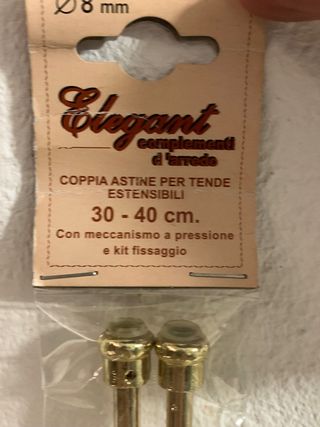 Ø 8 mm
Elegant
complementi
d'arredo
COPPIA ASTINE PER TENDE
ESTENSIBILI
30 - 40 cm.
Con meccanismo a pressione
e kit fissaggio